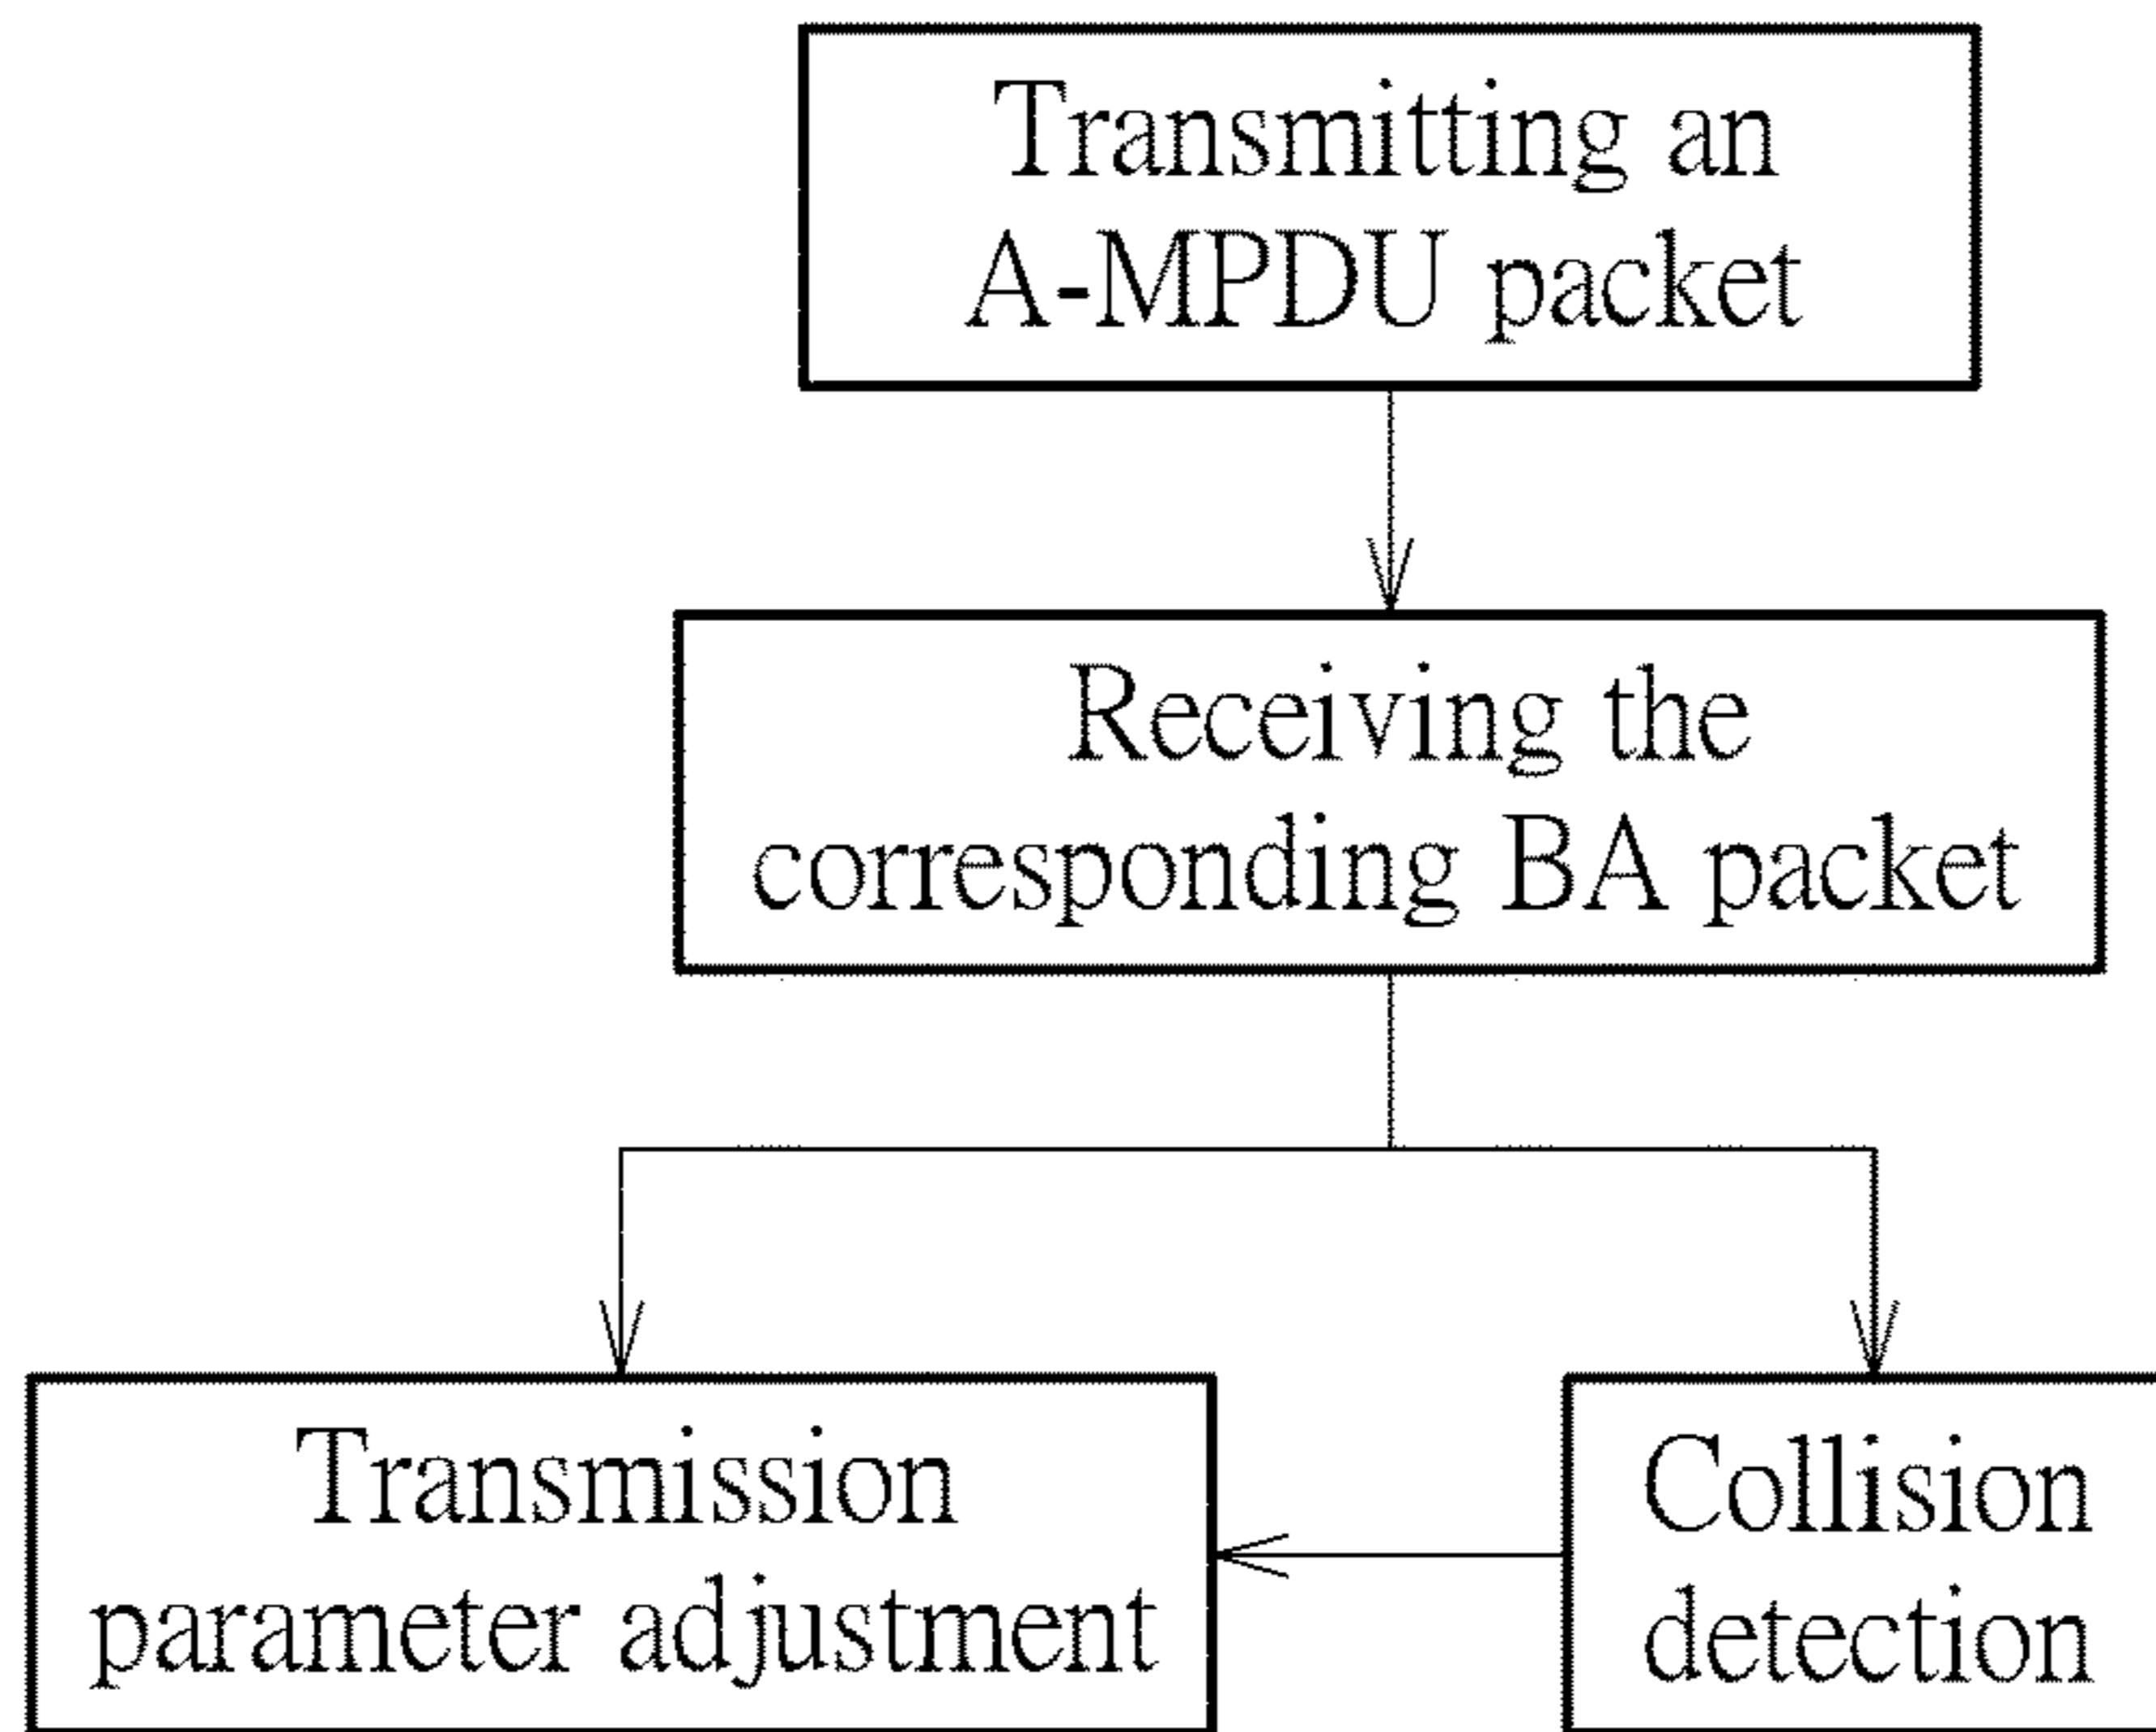 Transmitting an
A-MPDU packet
Receiving the
corresponding BA packet
Transmission
parameter adjustment
Collision
detection